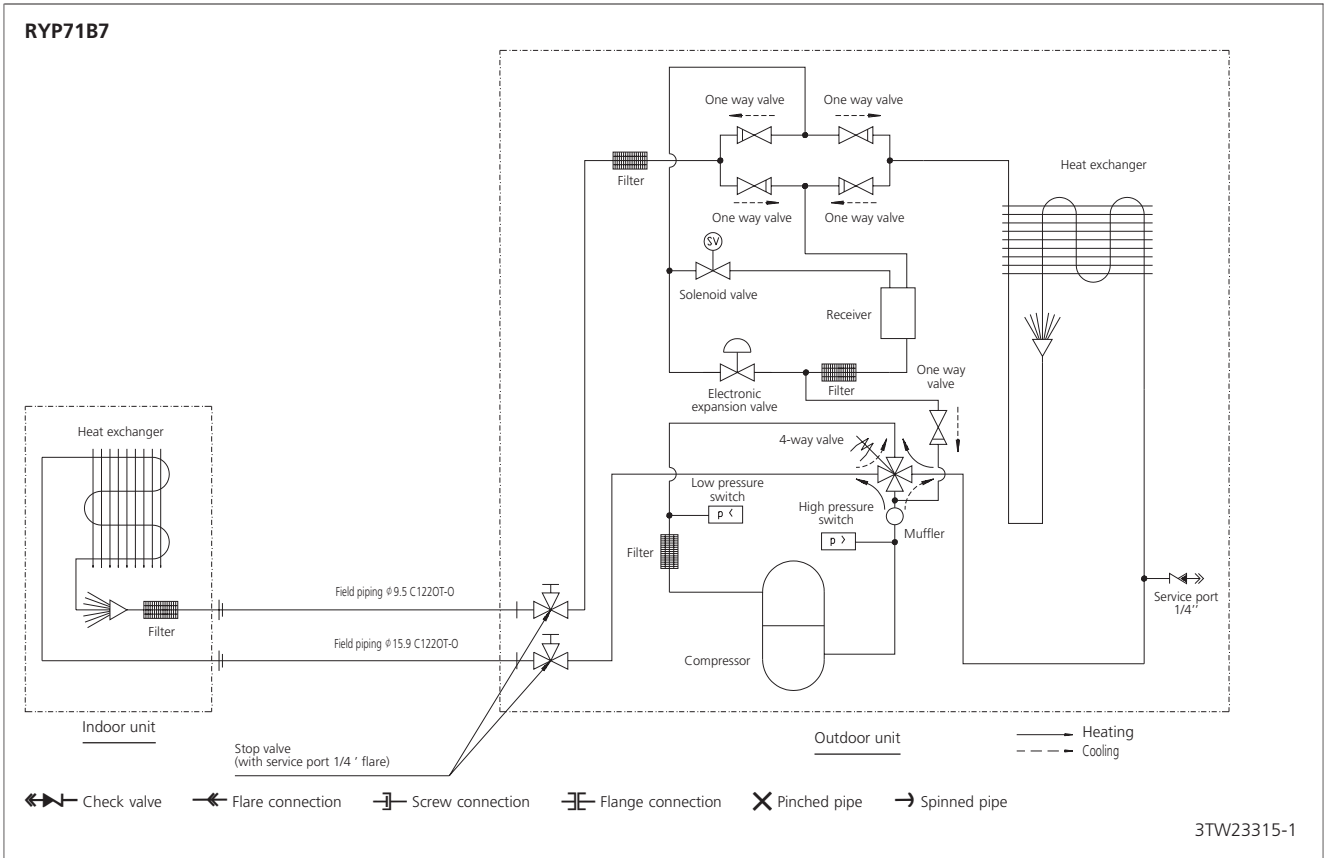 RYP71B7
One way valve
One way valve
Filter
Heat exchanger
One way valve
One way valve
SV
Solenoid valve
Receiver
One way
valve
Electronic
expansion valve
Filter
Heat exchanger
4-way valve
Low pressure
switch
p <
High pressure
switch
p >
Muffler
Filter
Field piping φ9.5 C122OT-O
Service port
1/4''
Filter
Field piping φ15.9 C122OT-O
Compressor
Indoor unit
Outdoor unit
Heating
Cooling
Stop valve
(with service port 1/4 ' flare)
Check valve
Flare connection
Screw connection
Flange connection
Pinched pipe
Spinned pipe
3TW23315-1